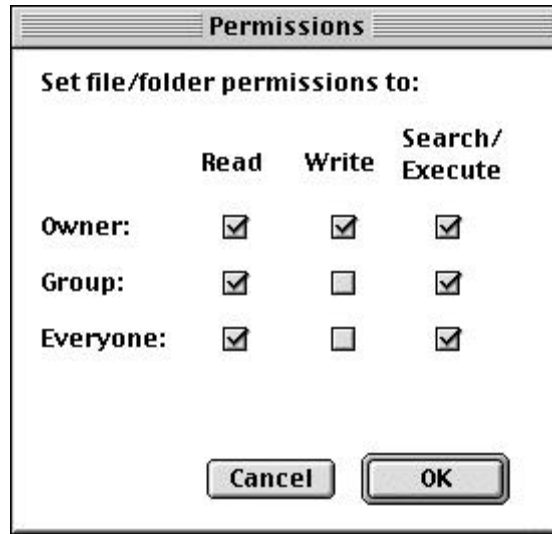 Permissions
Set file/folder permissions to:
Search/
Read Write Execute
Owner:
Group:
Everyone:
Cancel OK